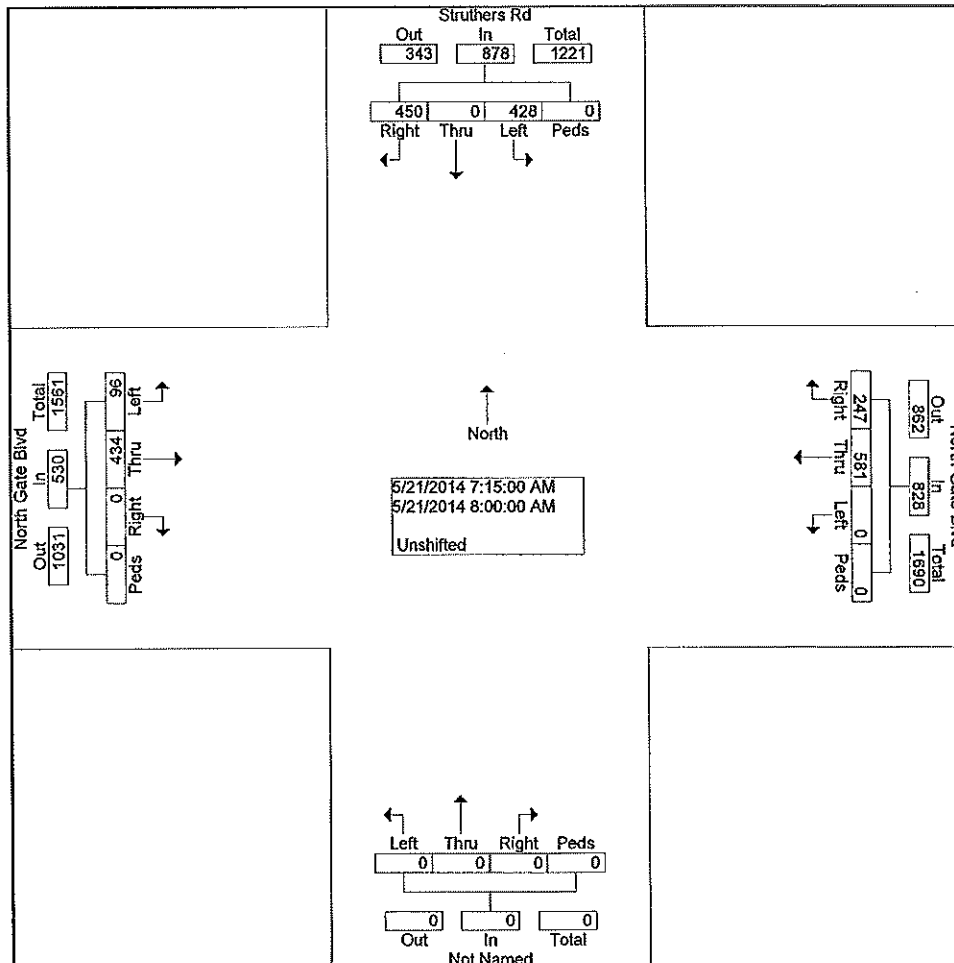 Struthers Rd
Out In Total
343 878 1221
450 0 428 0
Right Thru Left Peds
North Gate Blvd
Total In Out
1561 530 1031
96 434 0 0
Left Thru Right Peds
North
5/21/2014 7:15:00 AM
5/21/2014 8:00:00 AM
Unshifted
Right Thru Left Peds
247 581 0 0
862 828 1690
Out In Total
Left Thru Right Peds
0 0 0 0
0 0 0
Out In Total
Not Named